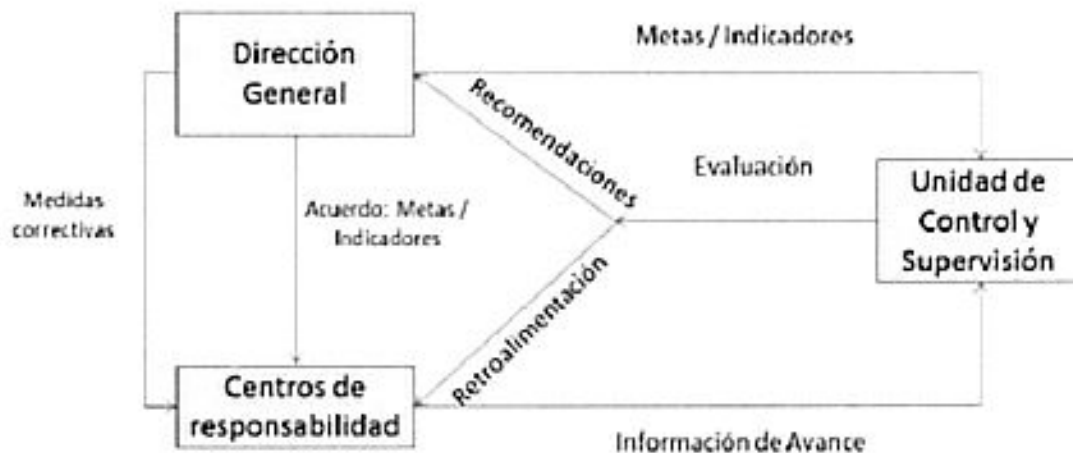 Dirección
General
Metas / Indicadores
Recomendaciones
Evaluación
Unidad de
Control y
Supervisión
Medidas
correctivas
Acuerdo: Metas /
Indicadores
Retroalimentación
Centros de
responsabilidad
Información de Avance